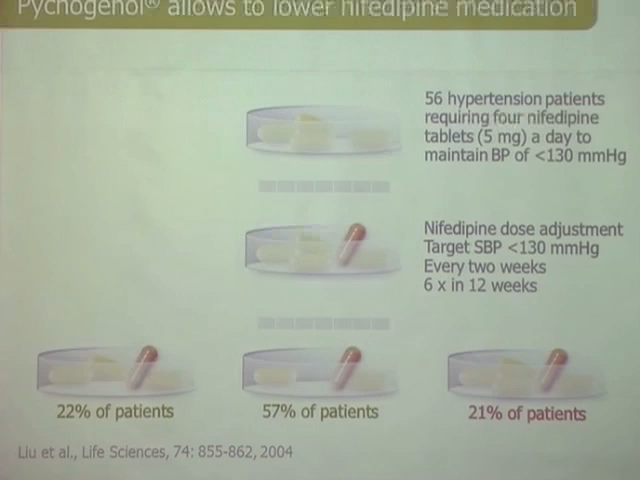 Pychogenol® allows to lower nifedipine medication
56 hypertension patients
requiring four nifedipine
tablets (5 mg) a day to
maintain BP of <130 mmHg
Nifedipine dose adjustment
Target SBP <130 mmHg
Every two weeks
6 x in 12 weeks
22% of patients
57% of patients
21% of patients
Liu et al., Life Sciences, 74: 855-862, 2004